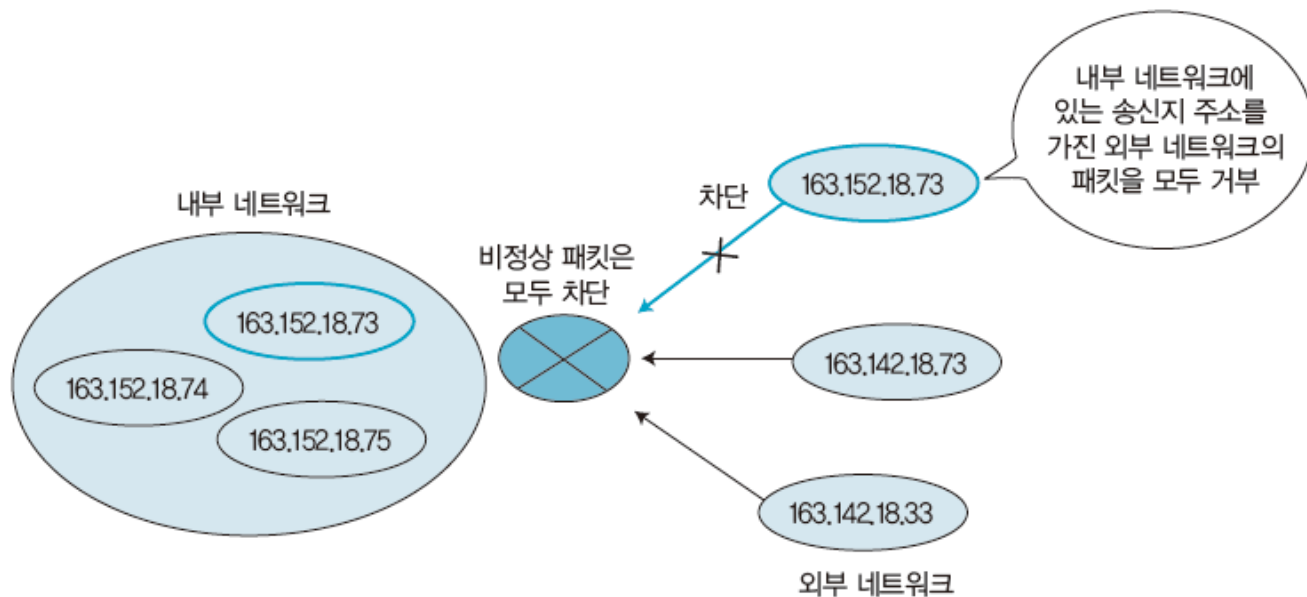 내부 네트워크에
있는 송신지 주소를
가진 외부 네트워크의
패킷을 모두 거부
163.152.18.73
차단
내부 네트워크
비정상 패킷은
모두 차단
163.152.18.73
163.152.18.74
163.152.18.75
163.142.18.73
163.142.18.33
외부 네트워크